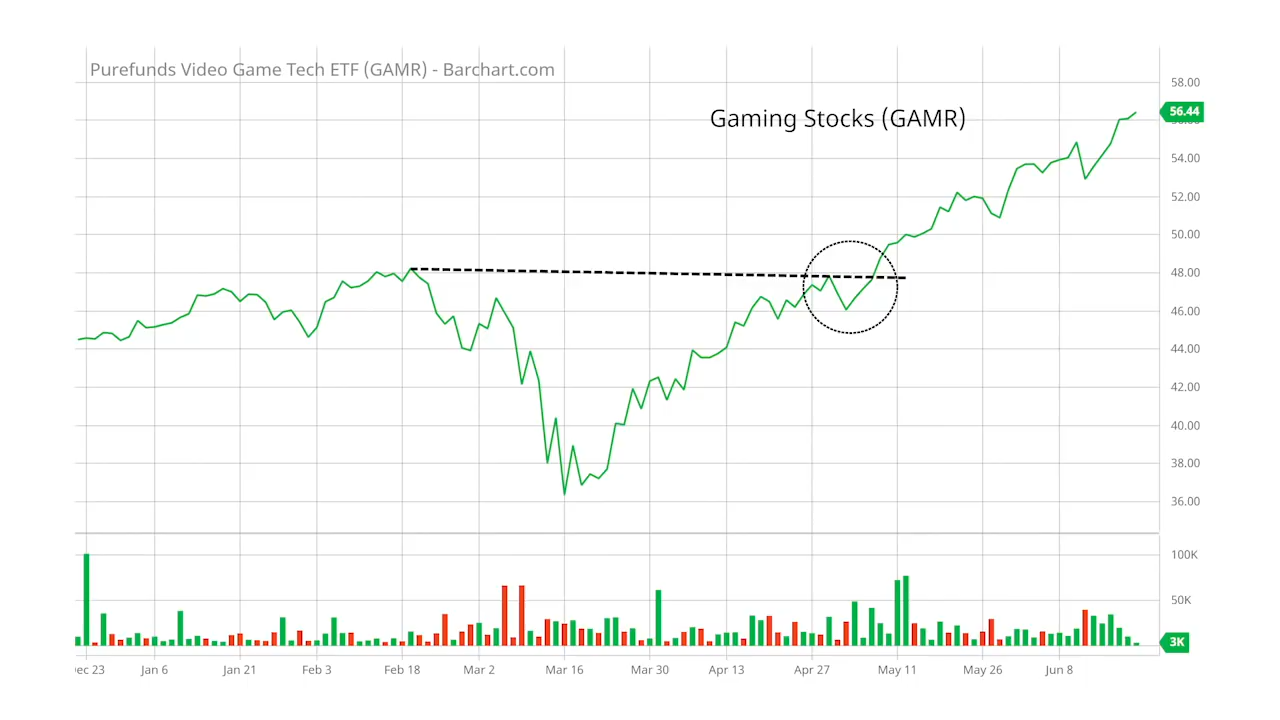 Purefunds Video Game Tech ETF (GAMR) - Barchart.com
Gaming Stocks (GAMR)
58.00
56.44
54.00
52.00
50.00
48.00
46.00
44.00
42.00
40.00
38.00
36.00
100K
50K
3K
ec 23 Jan 6 Jan 21 Feb 3 Feb 18 Mar 2 Mar 16 Mar 30 Apr 13 Apr 27 May 11 May 26 Jun 8